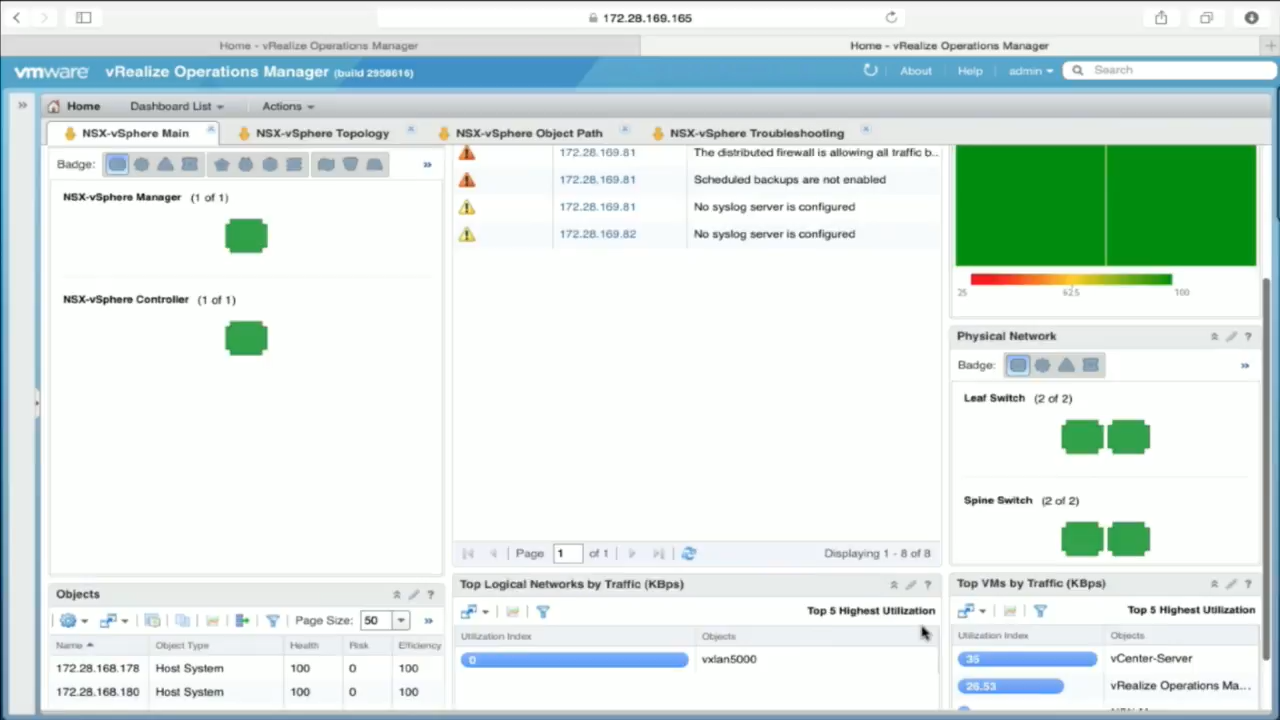 172.28.169.165
Home - vRealize Operations Manager
Home - vRealize Operations Manager
vmware vRealize Operations Manager (build 2958616)
About Help admin Search
Home Dashboard List Actions
NSX-vSphere Main NSX-vSphere Topology NSX-vSphere Object Path NSX-vSphere Troubleshooting
Badge:
NSX-vSphere Manager (1 of 1)
NSX-vSphere Controller (1 of 1)
172.28.169.81 The distributed firewall is allowing all traffic b..
172.28.169.81 Scheduled backups are not enabled
172.28.169.81 No syslog server is configured
172.28.169.82 No syslog server is configured
Page 1 of 1 Displaying 1 - 8 of 8
25 62.5 100
Physical Network
Badge:
Leaf Switch (2 of 2)
Spine Switch (2 of 2)
Objects
Page Size: 50
Name Object Type Health Risk Efficiency
172.28.168.178 Host System 100 0 100
172.28.168.180 Host System 100 0 100
Top Logical Networks by Traffic (KBps)
Top 5 Highest Utilization
Utilization Index Objects
0 vxlan5000
Top VMs by Traffic (KBps)
Top 5 Highest Utilization
Utilization Index Objects
35 vCenter-Server
26.53 vRealize Operations Ma...